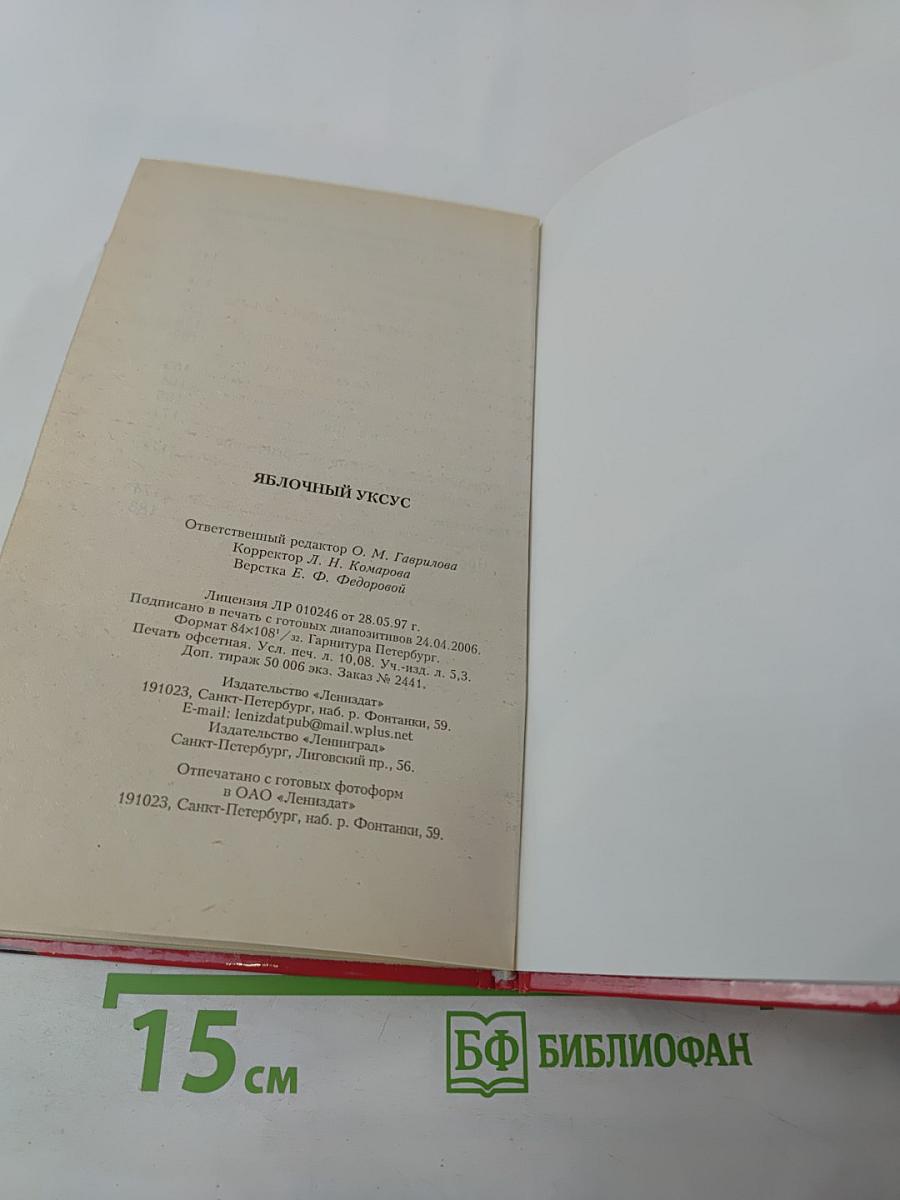 ЯБЛОЧНЫЙ УКСУС
Ответственный редактор О. М. Гаврилова
Корректор Л. Н. Комарова
Верстка Е. Ф. Федоровой
Лицензия ЛР 010246 от 28.05.97 г.
Подписано в печать с готовых диапозитивов 24.04.2006.
Формат 84×108¹/₃₂. Гарнитура Петербург.
Печать офсетная. Усл. печ. л. 10,08. Уч.-изд. л. 5,3.
Доп. тираж 50 006 экз. Заказ № 2441.
Издательство «Лениздат»
191023, Санкт-Петербург, наб. р. Фонтанки, 59.
E-mail: lenizdatpub@mail.wplus.net
Издательство «Ленинград»
Санкт-Петербург, Лиговский пр., 56.
Отпечатано с готовых фотоформ
в ОАО «Лениздат»
191023, Санкт-Петербург, наб. р. Фонтанки, 59.
15 см
БФ БИБЛИОФАН